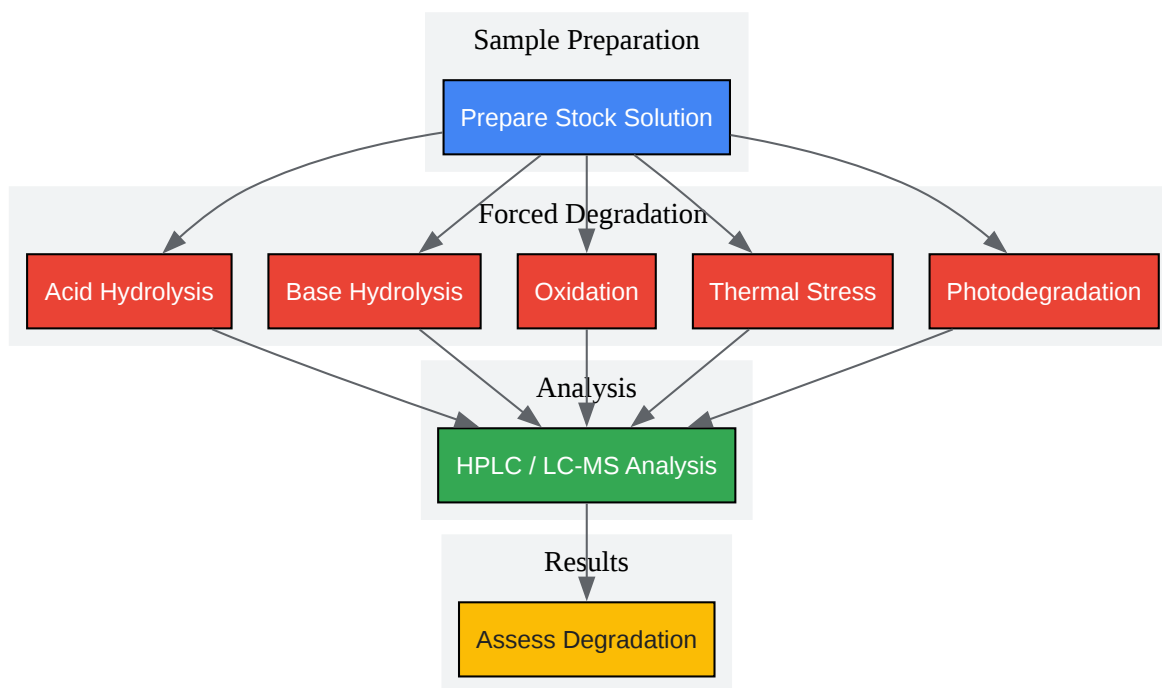 Sample Preparation
Prepare Stock Solution
Forced Degradation
Acid Hydrolysis
Base Hydrolysis
Oxidation
Thermal Stress
Photodegradation
Analysis
HPLC / LC-MS Analysis
Results
Assess Degradation